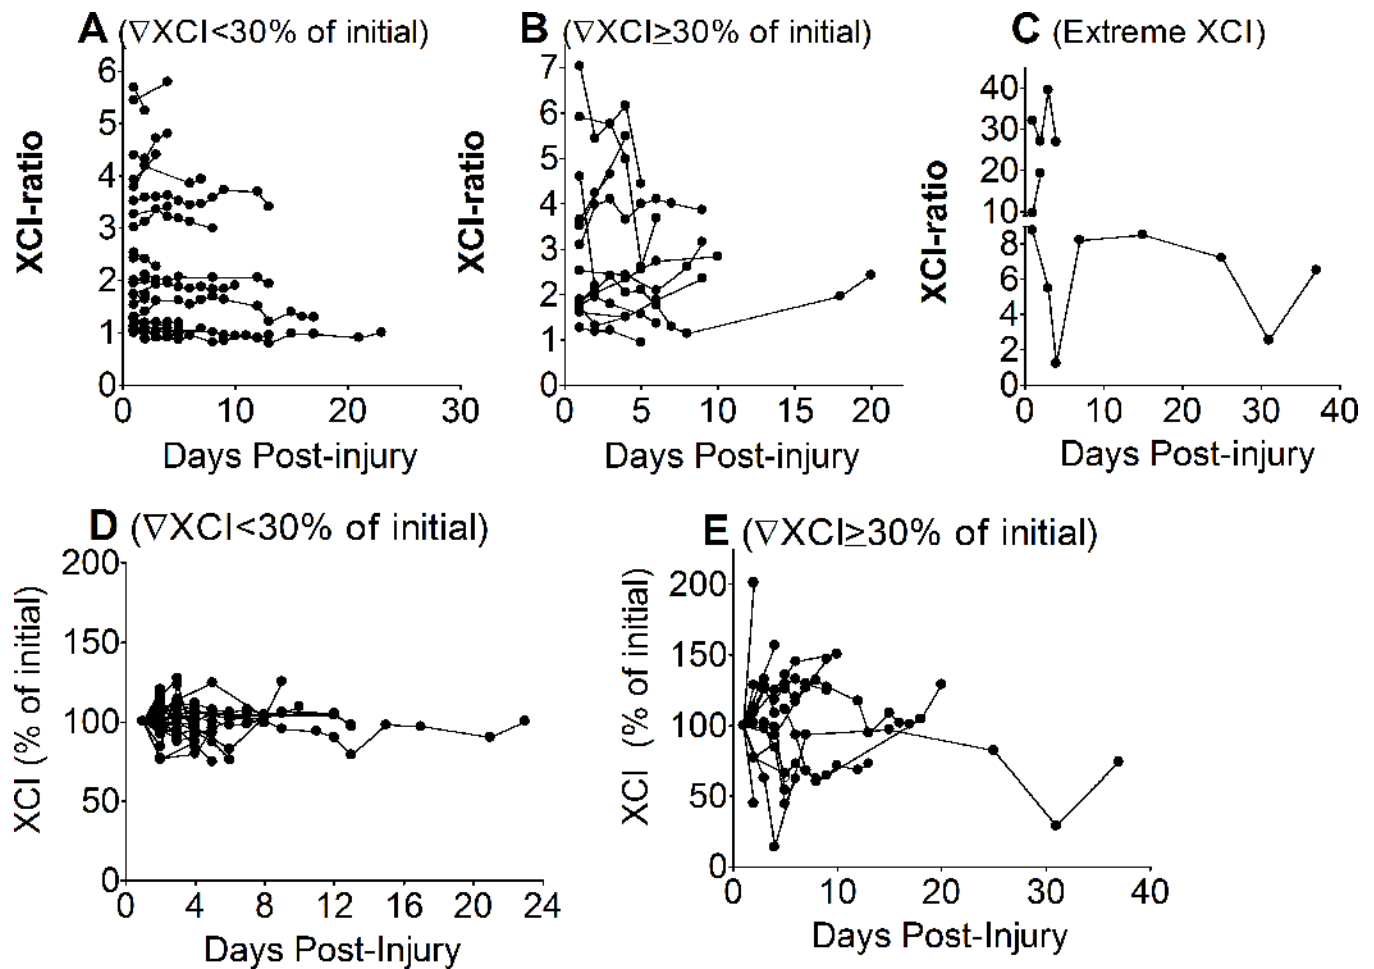 A (∇XCI<30% of initial)
XCI-ratio
6
5
4
3
2
1
0
0 10 20 30
Days Post-injury
B (∇XCI≥30% of initial)
XCI-ratio
7
6
5
4
3
2
1
0
0 5 10 15 20
Days Post-injury
C (Extreme XCI)
XCI-ratio
40
30
20
10
8
6
4
2
0
0 10 20 30 40
Days Post-injury
D (∇XCI<30% of initial)
XCI (% of initial)
200
150
100
50
0
0 4 8 12 16 20 24
Days Post-Injury
E (∇XCI≥30% of initial)
XCI (% of initial)
200
150
100
50
0
0 10 20 30 40
Days Post-Injury